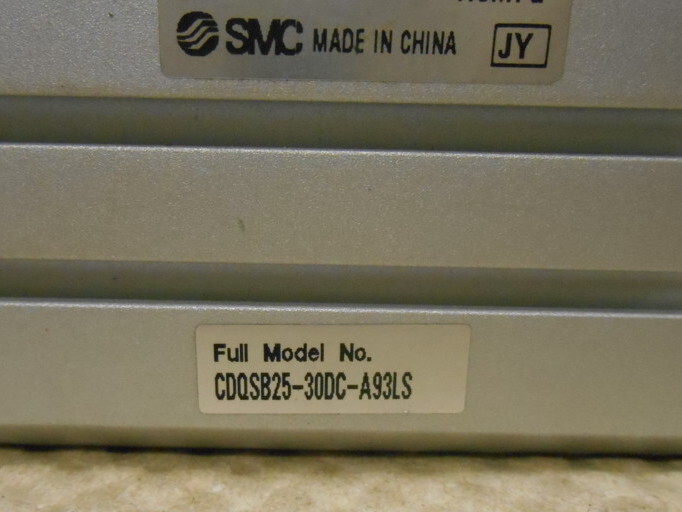 SMC MADE IN CHINA JY
Full Model No.
CDQSB25-30DC-A93LS